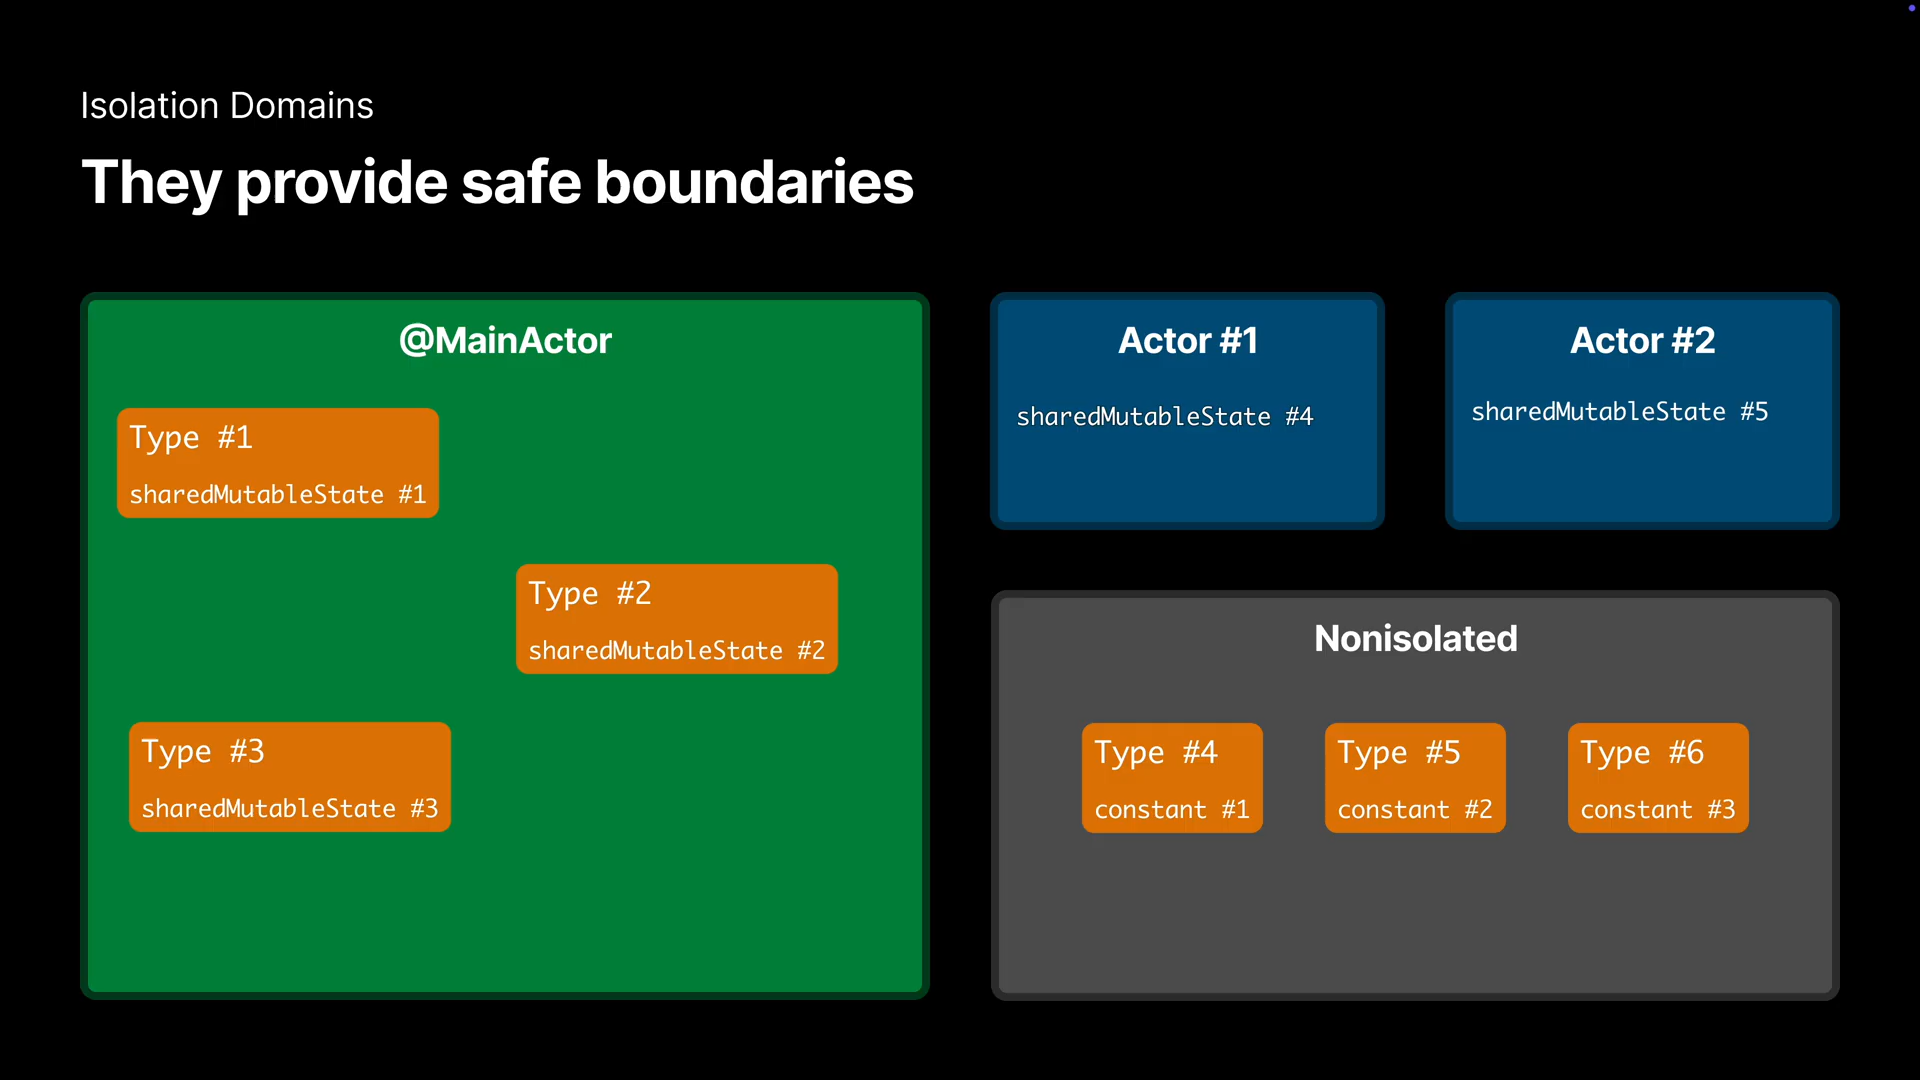 Isolation Domains
They provide safe boundaries
@MainActor
Type #1
sharedMutableState #1
Type #2
sharedMutableState #2
Type #3
sharedMutableState #3
Actor #1
sharedMutableState #4
Actor #2
sharedMutableState #5
Nonisolated
Type #4
constant #1
Type #5
constant #2
Type #6
constant #3